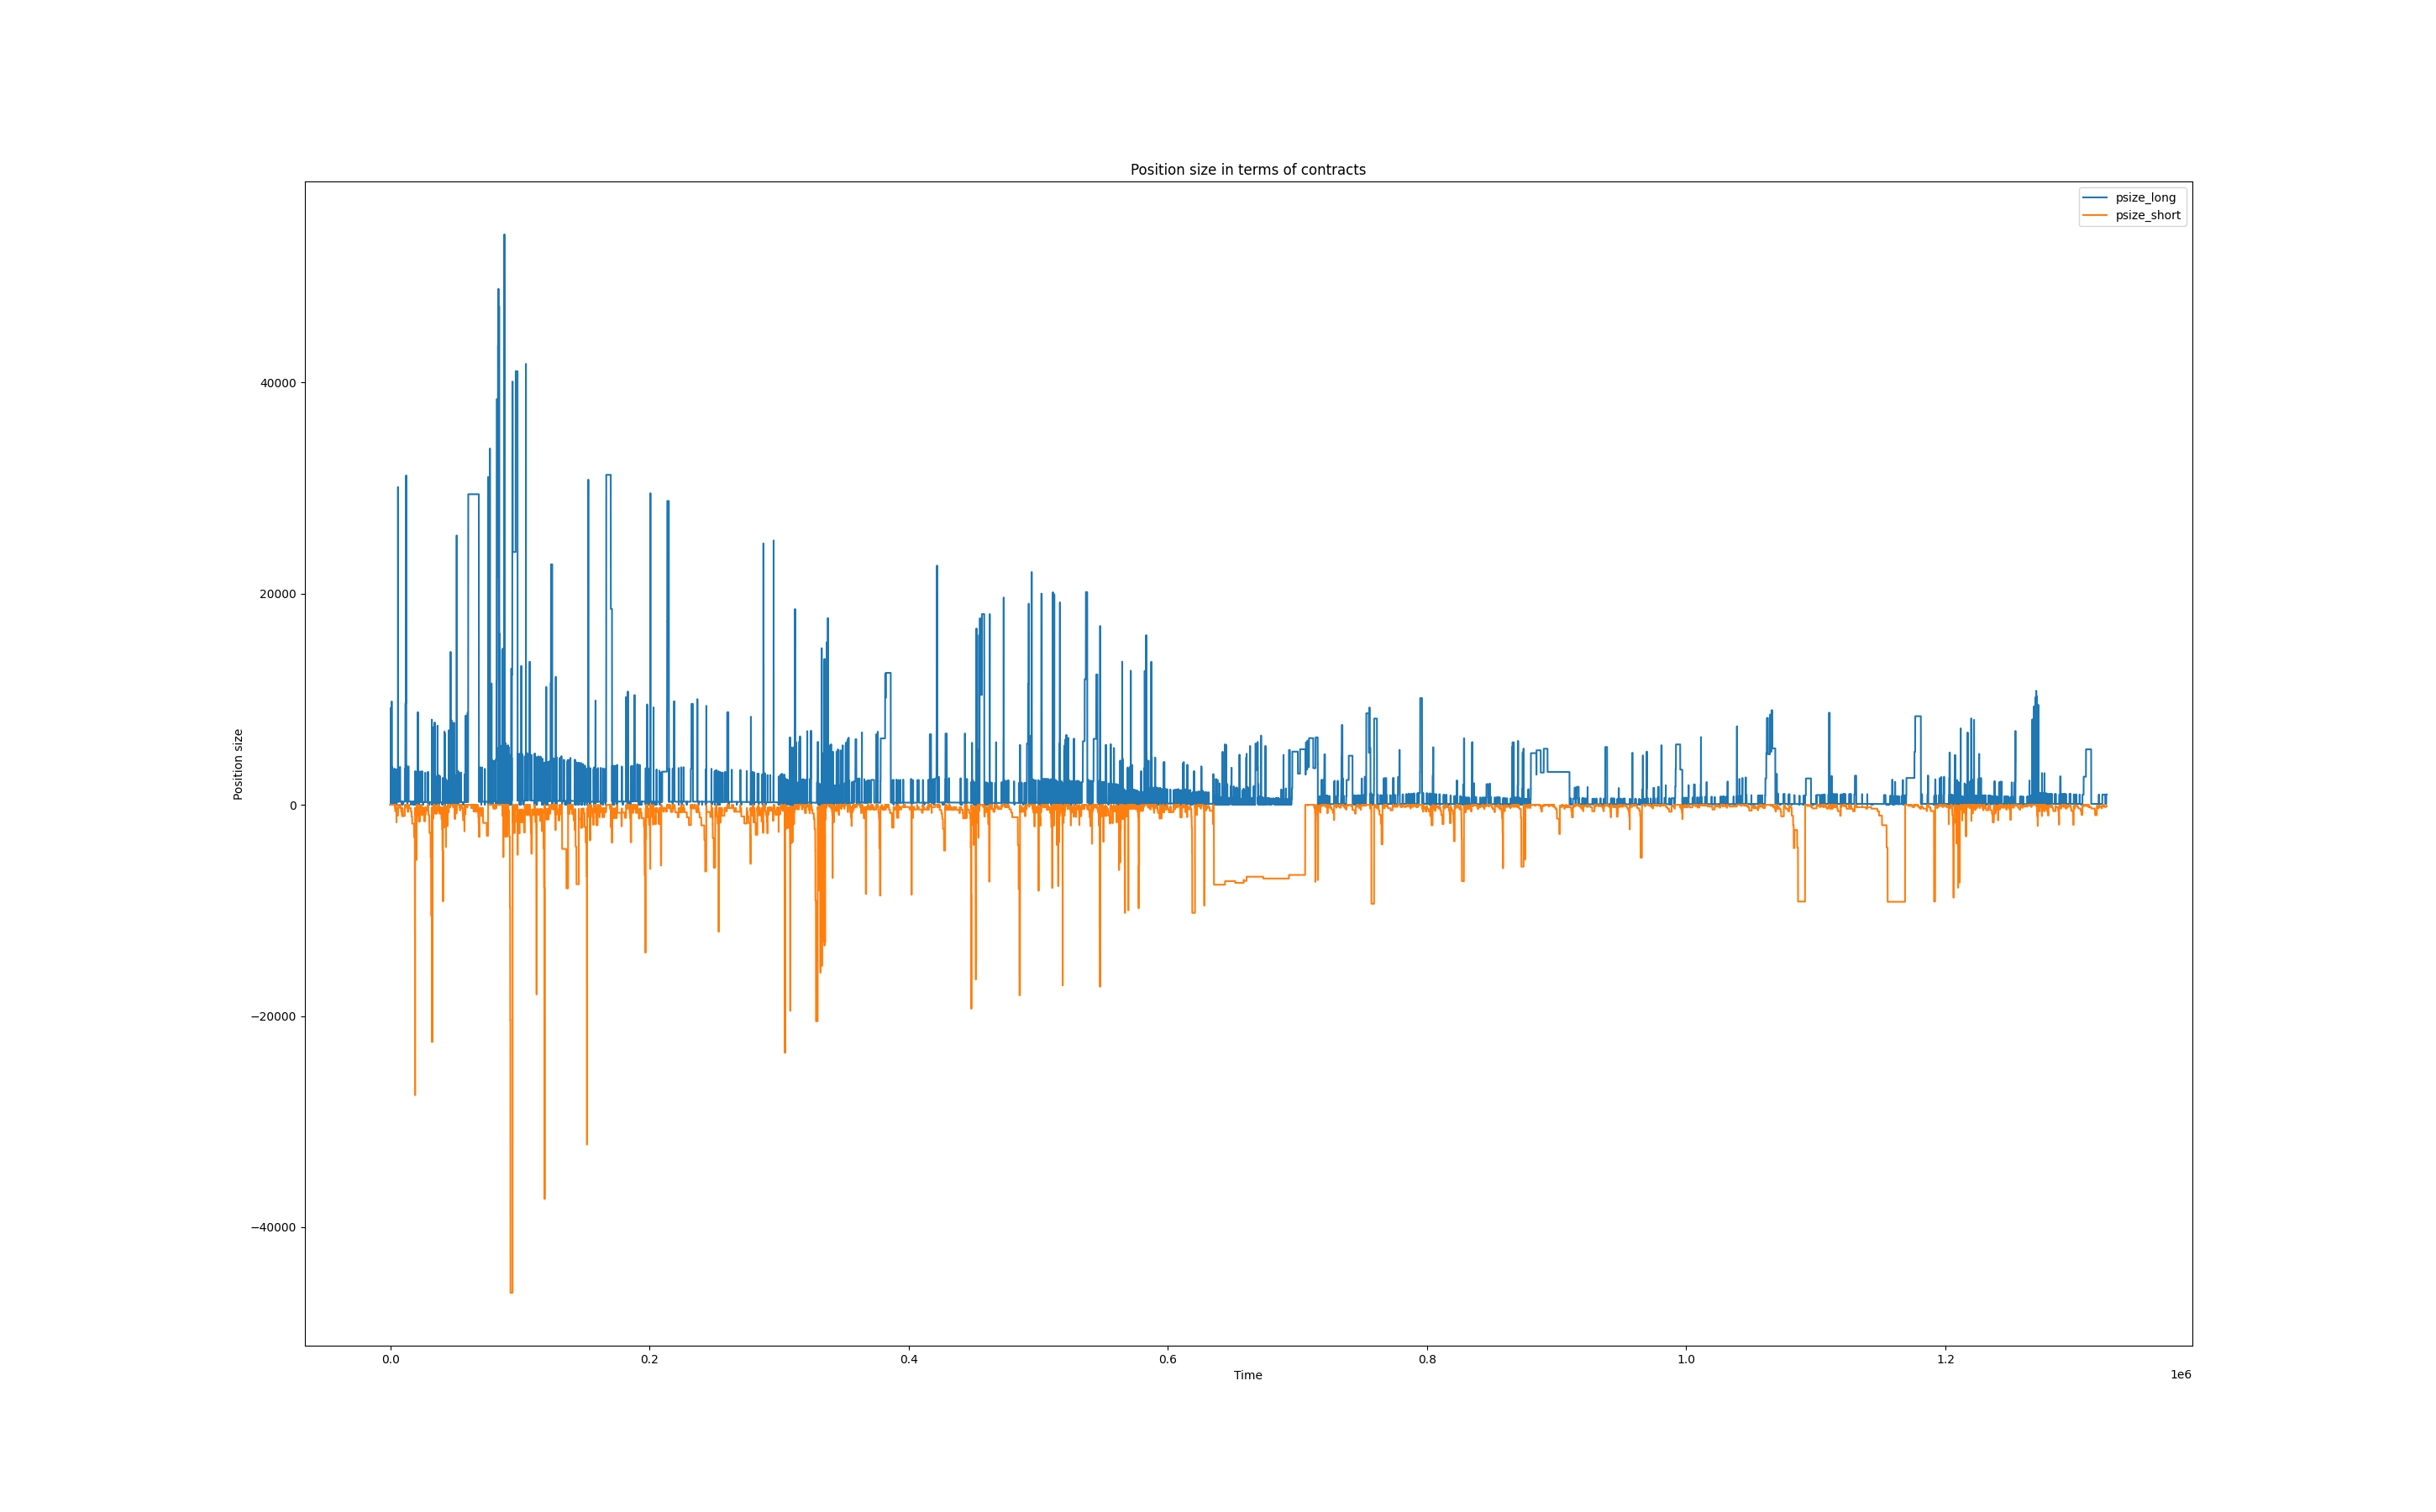 Position size in terms of contracts
psize_long
psize_short
Position size
40000
20000
0
−20000
−40000
0.0
0.2
0.4
0.6
0.8
1.0
1.2
1e6
Time